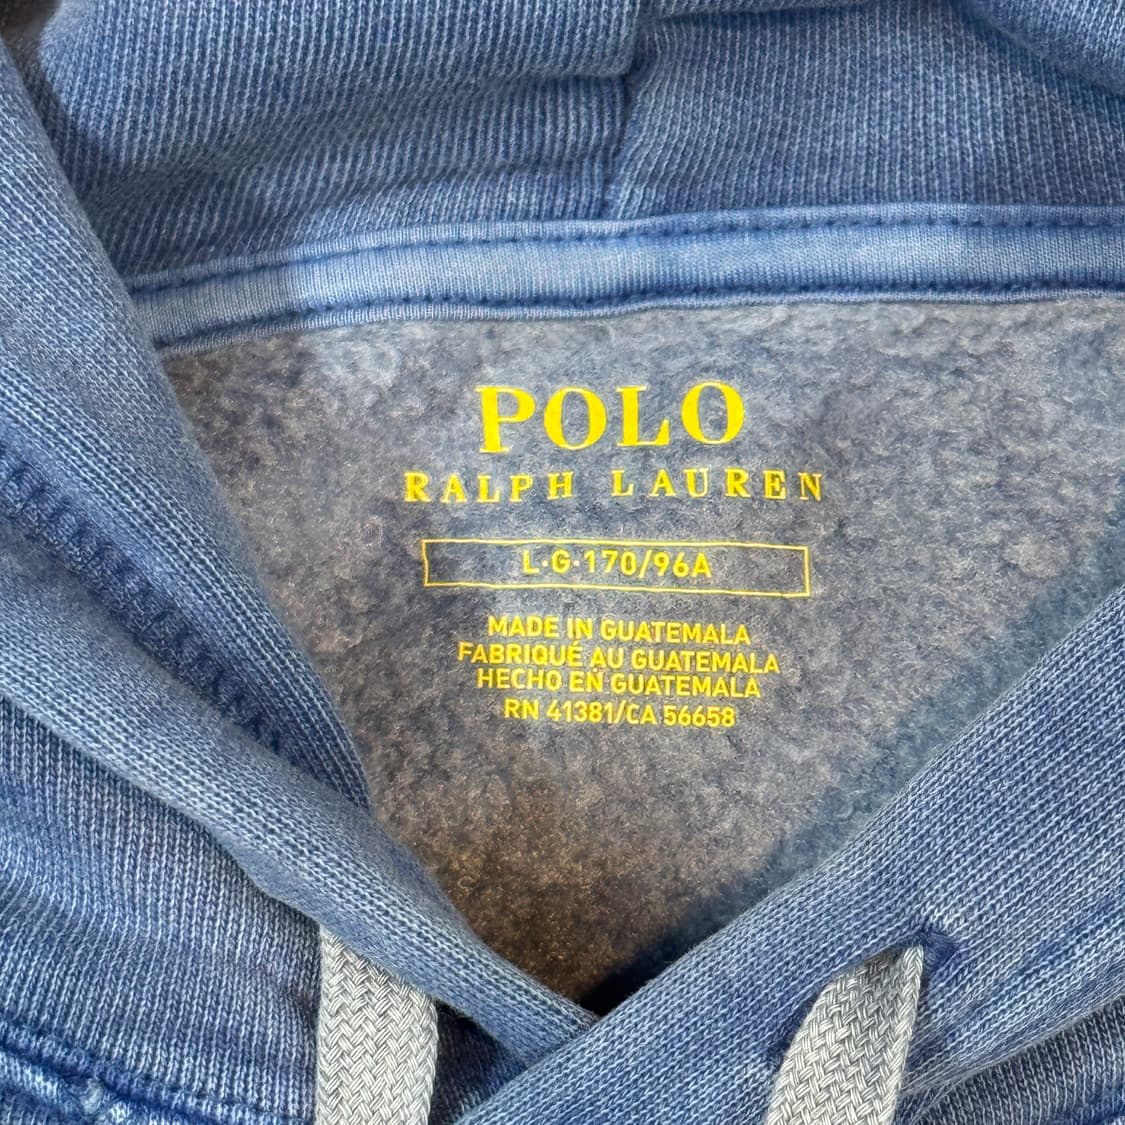 POLO
RALPH LAUREN
L·G·170/96A
MADE IN GUATEMALA
FABRIQUÉ AU GUATEMALA
HECHO EN GUATEMALA
RN 41381/CA 56658